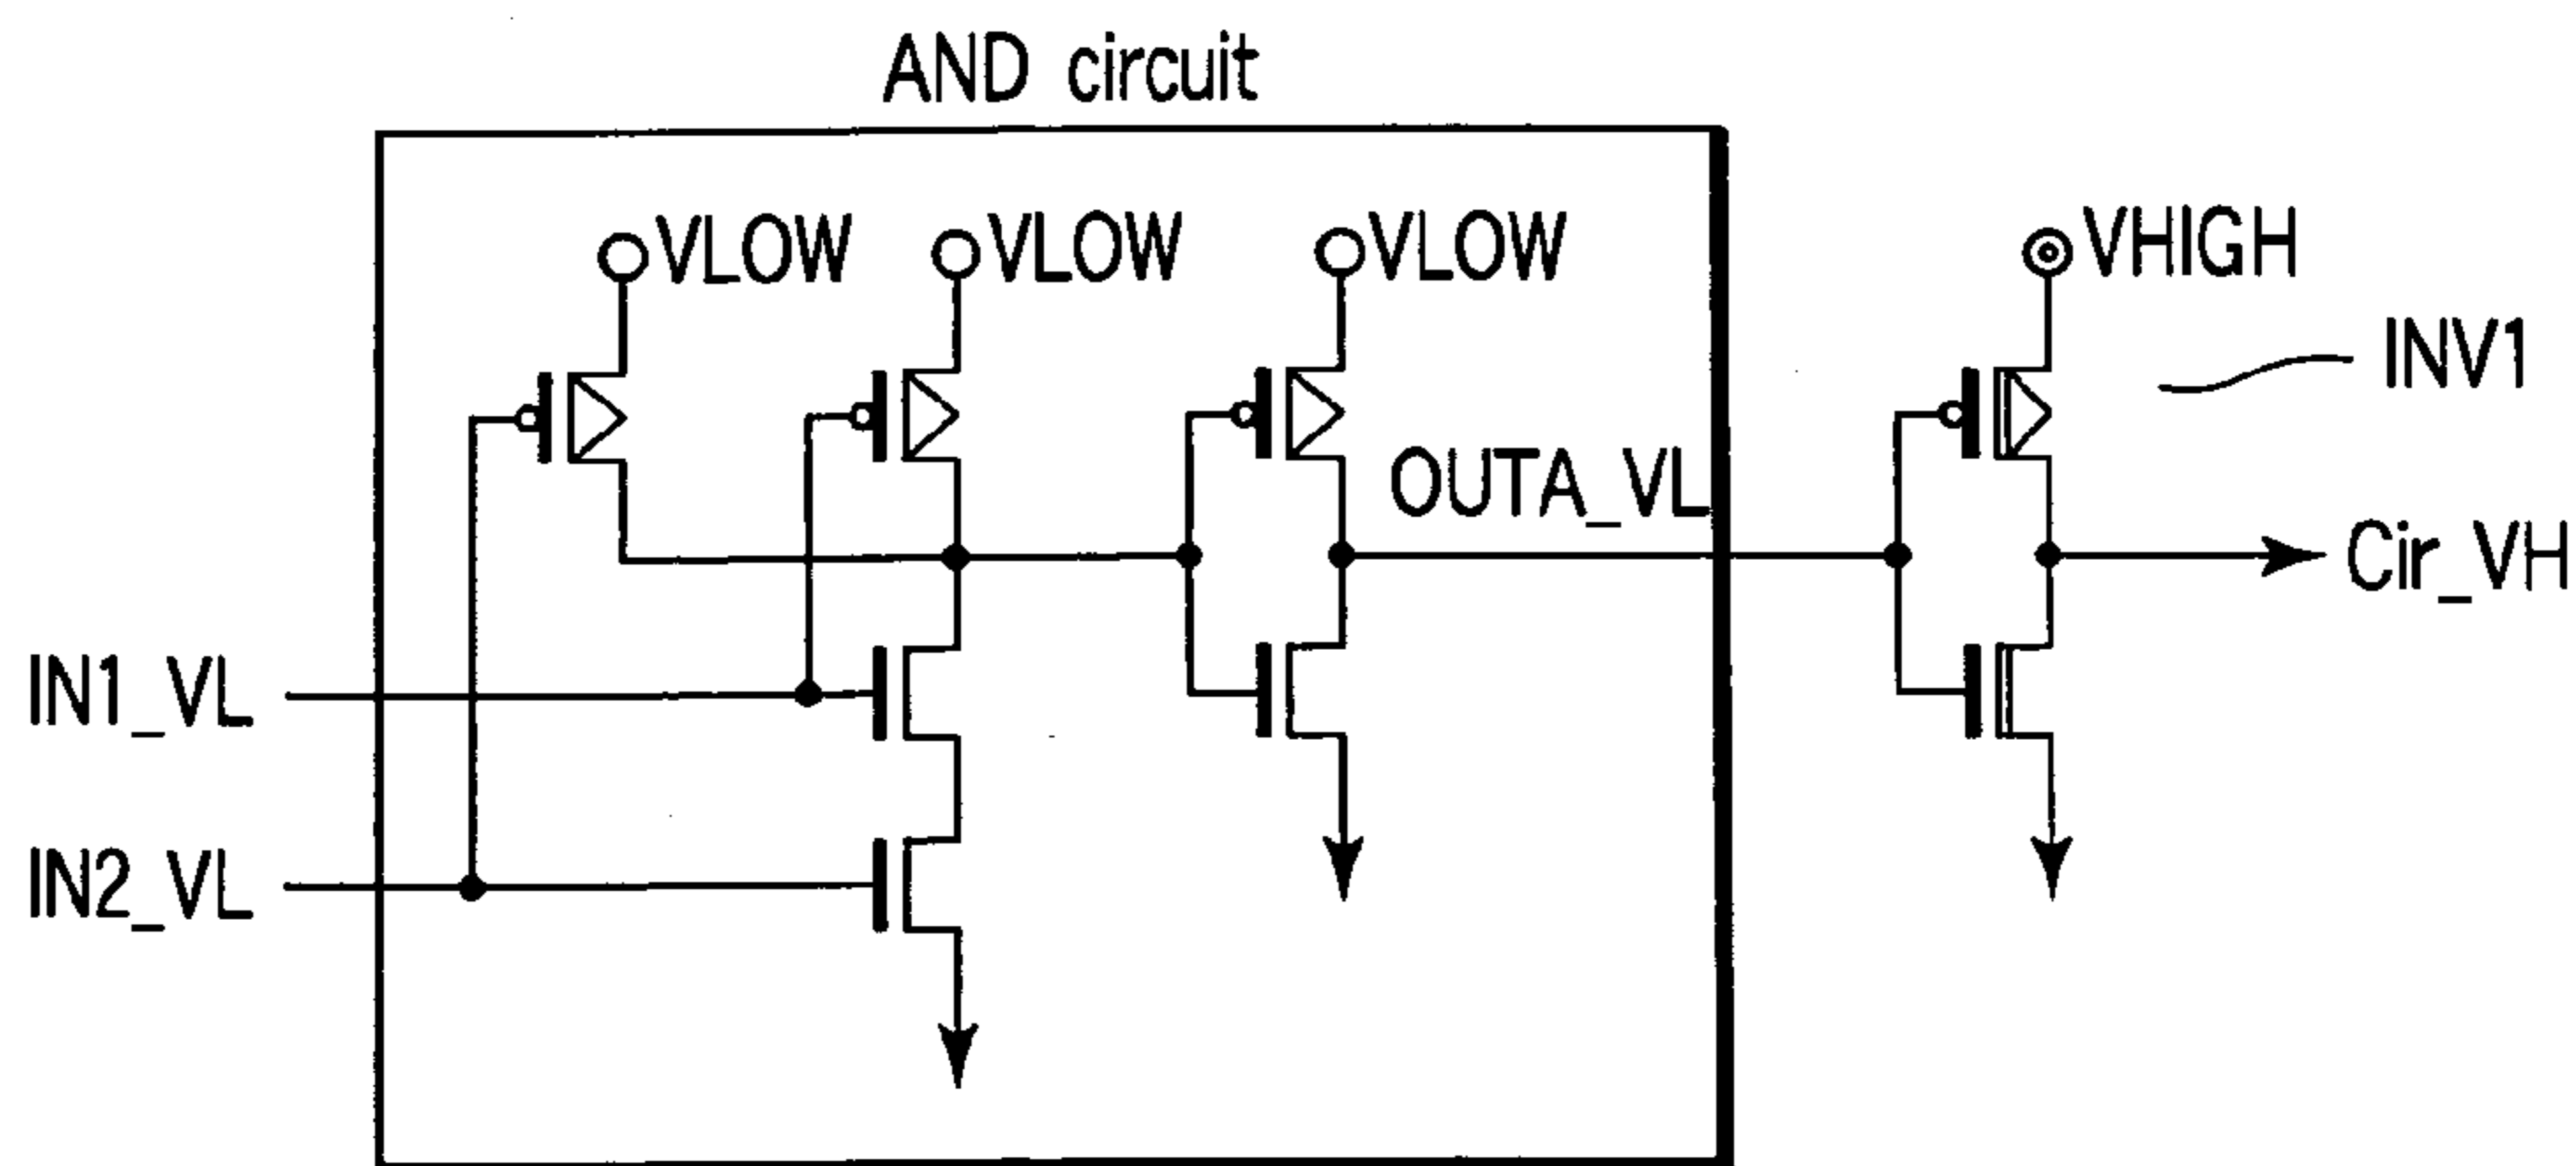 AND circuit
VLOW
VLOW
VLOW
VHIGH
INV1
OUTA_VL
Cir_VH
IN1_VL
IN2_VL